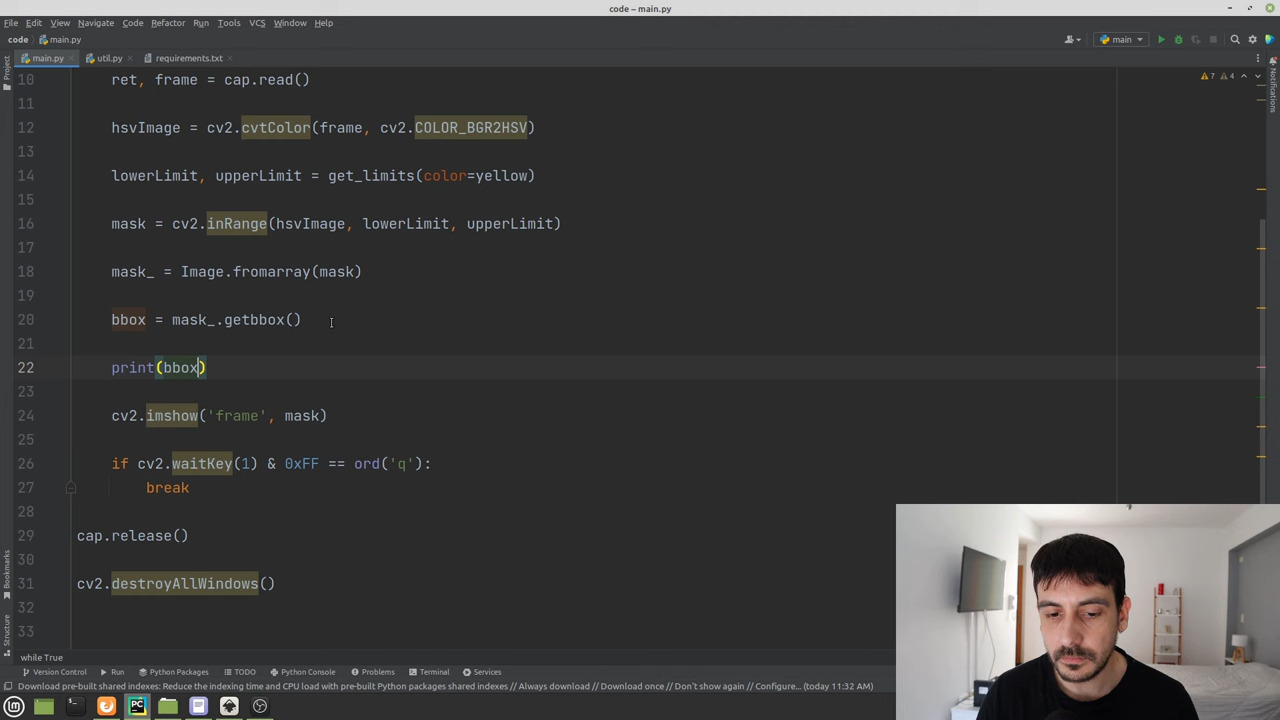 code – main.py
File Edit View Navigate Code Refactor Run Tools VCS Window Help
code main.py main
main.py util.py requirements.txt
Project
Notifications
7 4
10 ret, frame = cap.read()
11
12 hsvImage = cv2.cvtColor(frame, cv2.COLOR_BGR2HSV)
13
14 lowerLimit, upperLimit = get_limits(color=yellow)
15
16 mask = cv2.inRange(hsvImage, lowerLimit, upperLimit)
17
18 mask_ = Image.fromarray(mask)
19
20 bbox = mask_.getbbox()
21
22 print(bbox)
23
24 cv2.imshow('frame', mask)
25
26 if cv2.waitKey(1) & 0xFF == ord('q'):
27 break
28
29 cap.release()
30
31 cv2.destroyAllWindows()
32
33
Bookmarks
Structure
while True
Version Control Run Python Packages TODO Python Console Problems Terminal Services
Download pre-built shared indexes: Reduce the indexing time and CPU load with pre-built Python packages shared indexes // Always download // Download once // Don't show again // Configure... (today 11:32 AM)
PC